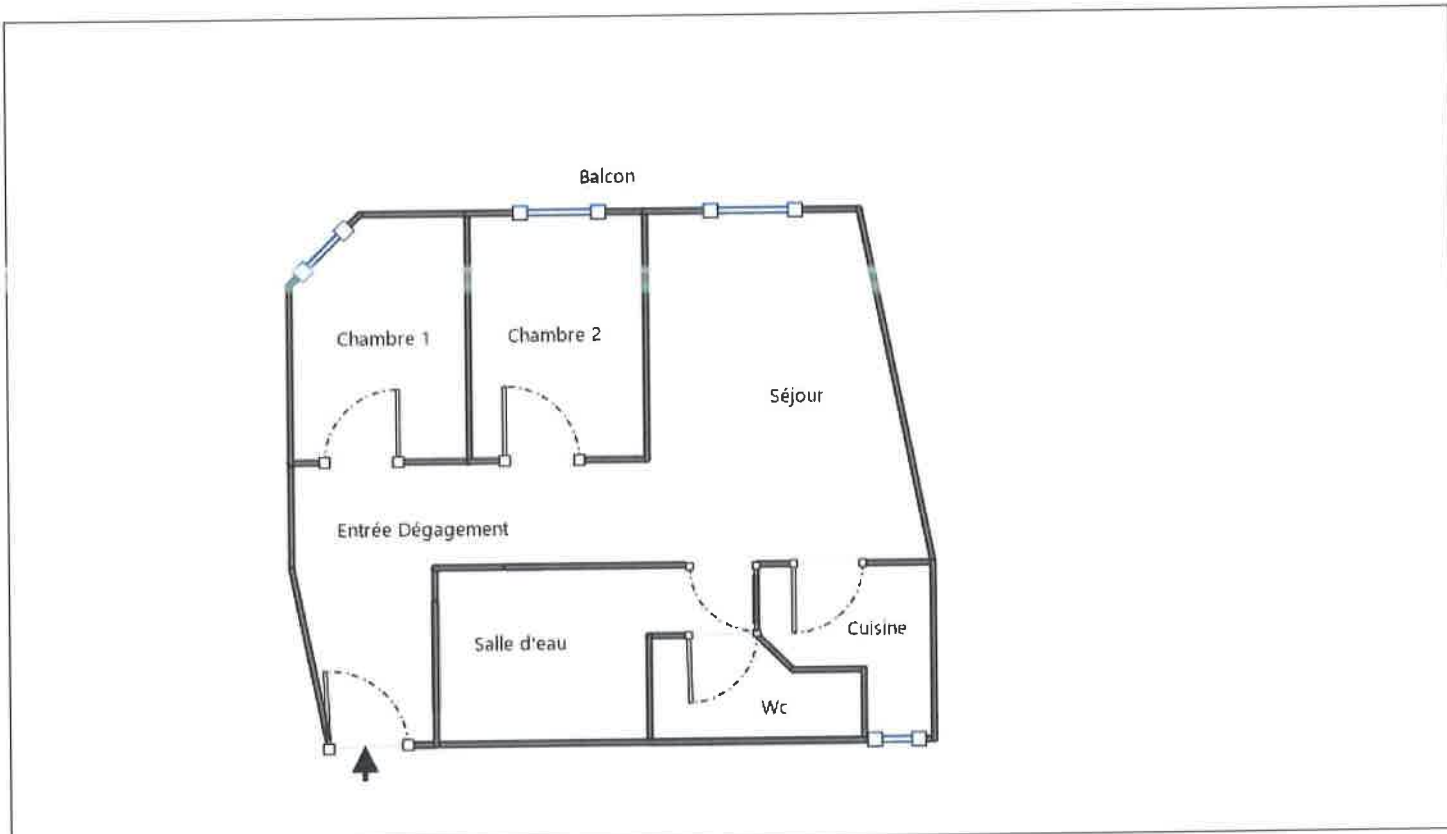 Balcon
Chambre 1
Chambre 2
Séjour
Entrée Dégagement
Salle d'eau
Cuisine
Wc